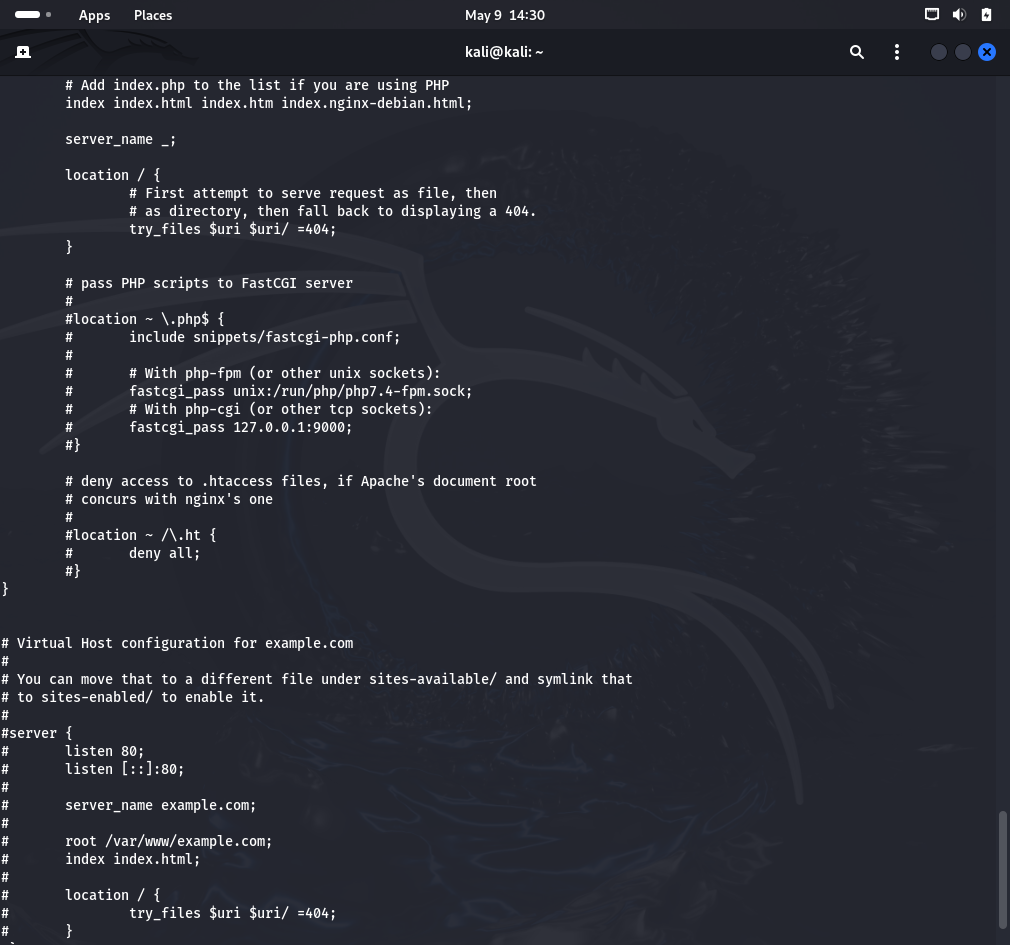 Apps Places May 9 14:30
kali@kali: ~
        # Add index.php to the list if you are using PHP
        index index.html index.htm index.nginx-debian.html;

        server_name _;

        location / {
                # First attempt to serve request as file, then
                # as directory, then fall back to displaying a 404.
                try_files $uri $uri/ =404;
        }

        # pass PHP scripts to FastCGI server
        #
        #location ~ \.php$ {
        #       include snippets/fastcgi-php.conf;
        #
        #       # With php-fpm (or other unix sockets):
        #       fastcgi_pass unix:/run/php/php7.4-fpm.sock;
        #       # With php-cgi (or other tcp sockets):
        #       fastcgi_pass 127.0.0.1:9000;
        #}

        # deny access to .htaccess files, if Apache's document root
        # concurs with nginx's one
        #
        #location ~ /\.ht {
        #       deny all;
        #}
}


# Virtual Host configuration for example.com
#
# You can move that to a different file under sites-available/ and symlink that
# to sites-enabled/ to enable it.
#
#server {
#       listen 80;
#       listen [::]:80;
#
#       server_name example.com;
#
#       root /var/www/example.com;
#       index index.html;
#
#       location / {
#               try_files $uri $uri/ =404;
#       }